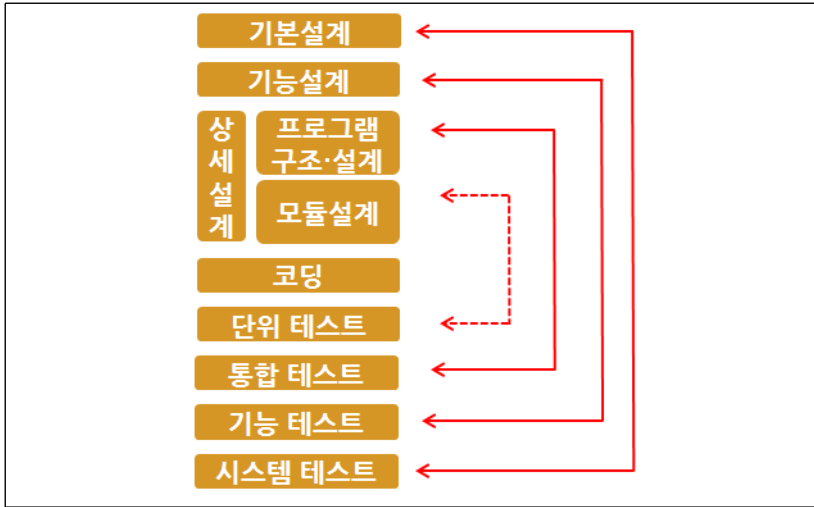 기본설계
기능설계
상
세
설
계
프로그램
구조·설계
모듈설계
코딩
단위 테스트
통합 테스트
기능 테스트
시스템 테스트